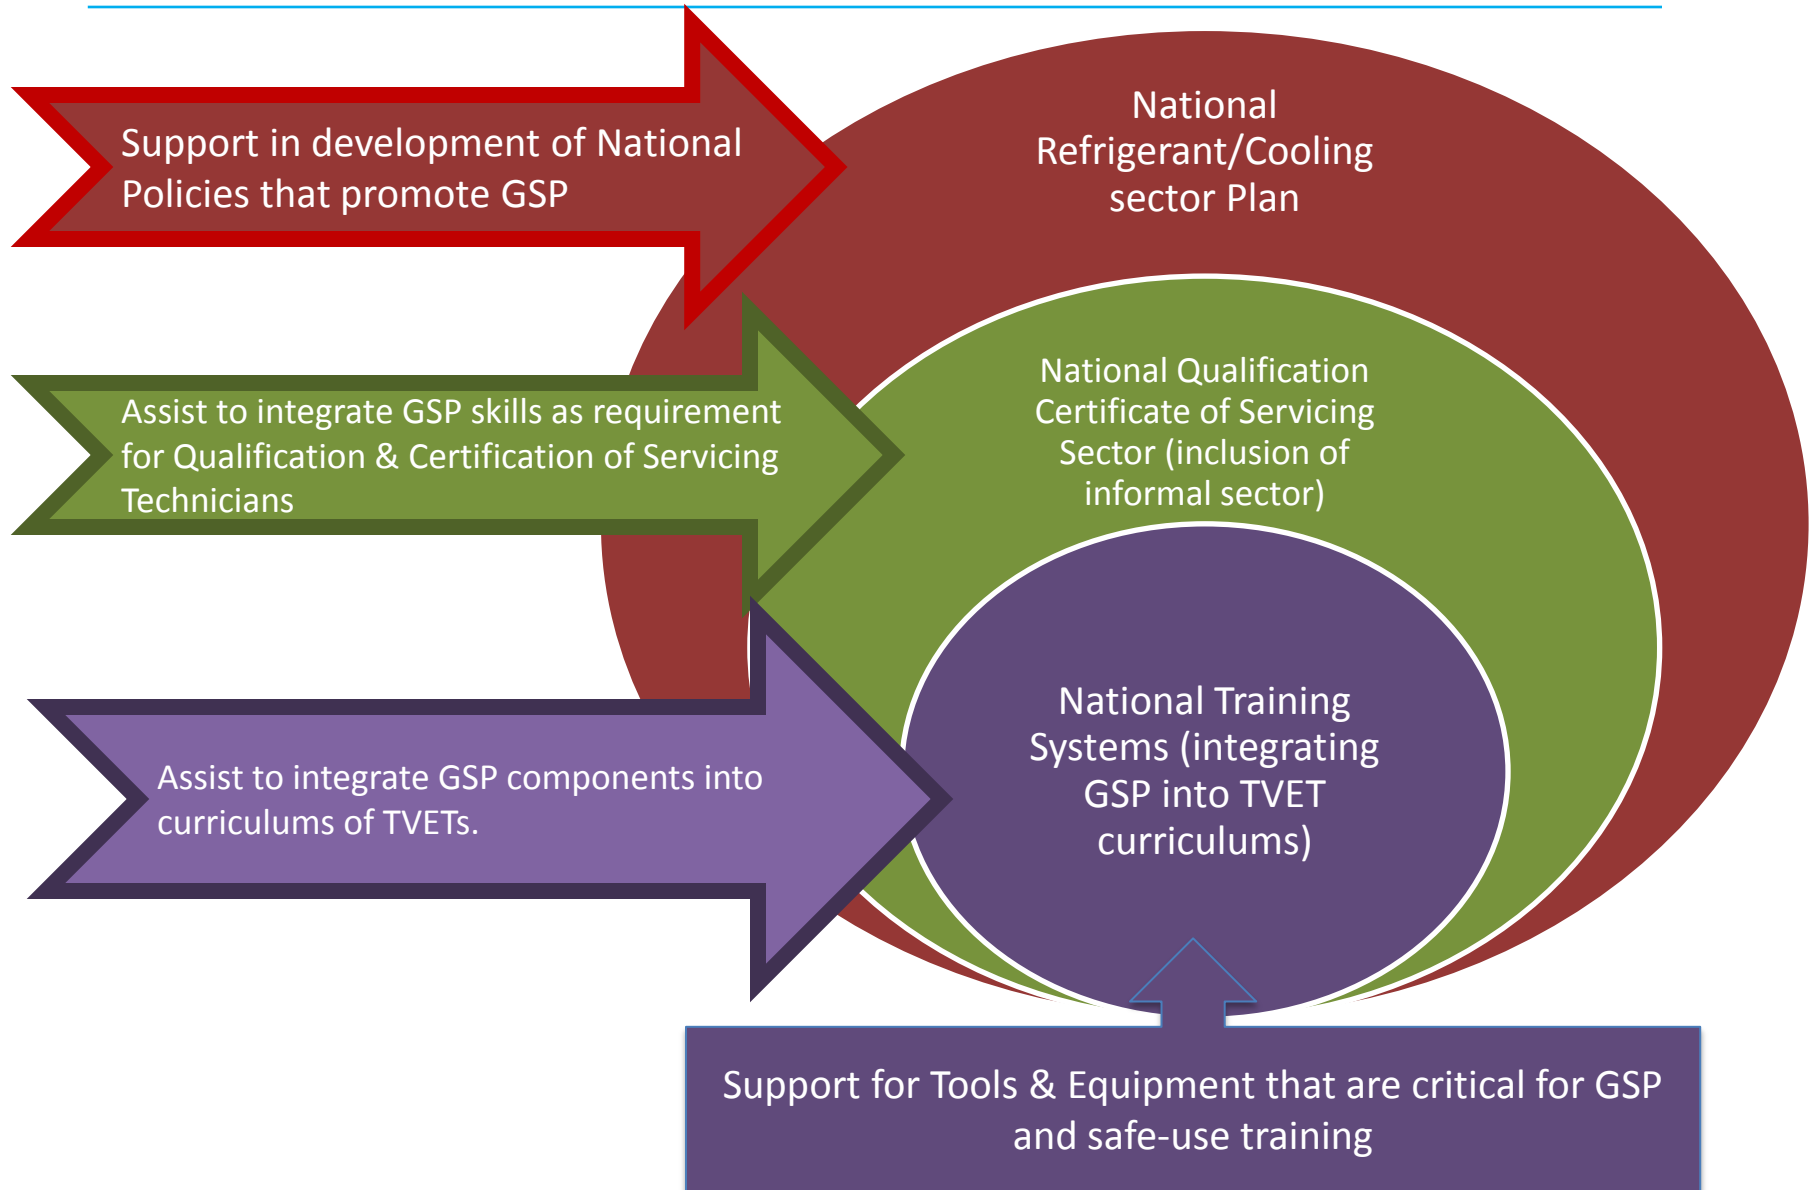 Support in development of National
Policies that promote GSP
National
Refrigerant/Cooling
sector Plan
Assist to integrate GSP skills as requirement
for Qualification & Certification of Servicing
Technicians
National Qualification
Certificate of Servicing
Sector (inclusion of
informal sector)
Assist to integrate GSP components into
curriculums of TVETs.
National Training
Systems (integrating
GSP into TVET
curriculums)
Support for Tools & Equipment that are critical for GSP
and safe-use training